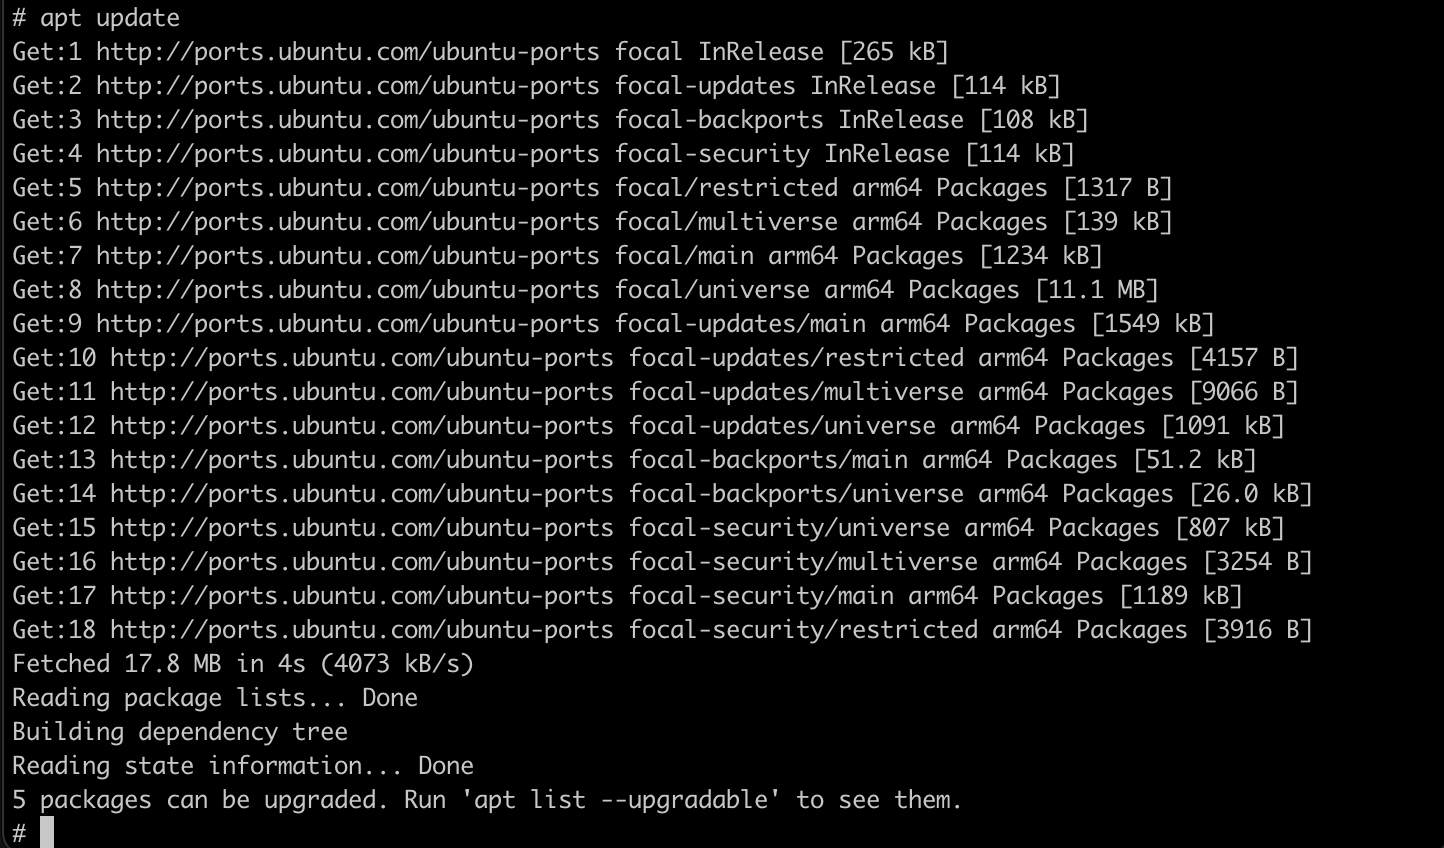 # apt update
Get:1 http://ports.ubuntu.com/ubuntu-ports focal InRelease [265 kB]
Get:2 http://ports.ubuntu.com/ubuntu-ports focal-updates InRelease [114 kB]
Get:3 http://ports.ubuntu.com/ubuntu-ports focal-backports InRelease [108 kB]
Get:4 http://ports.ubuntu.com/ubuntu-ports focal-security InRelease [114 kB]
Get:5 http://ports.ubuntu.com/ubuntu-ports focal/restricted arm64 Packages [1317 B]
Get:6 http://ports.ubuntu.com/ubuntu-ports focal/multiverse arm64 Packages [139 kB]
Get:7 http://ports.ubuntu.com/ubuntu-ports focal/main arm64 Packages [1234 kB]
Get:8 http://ports.ubuntu.com/ubuntu-ports focal/universe arm64 Packages [11.1 MB]
Get:9 http://ports.ubuntu.com/ubuntu-ports focal-updates/main arm64 Packages [1549 kB]
Get:10 http://ports.ubuntu.com/ubuntu-ports focal-updates/restricted arm64 Packages [4157 B]
Get:11 http://ports.ubuntu.com/ubuntu-ports focal-updates/multiverse arm64 Packages [9066 B]
Get:12 http://ports.ubuntu.com/ubuntu-ports focal-updates/universe arm64 Packages [1091 kB]
Get:13 http://ports.ubuntu.com/ubuntu-ports focal-backports/main arm64 Packages [51.2 kB]
Get:14 http://ports.ubuntu.com/ubuntu-ports focal-backports/universe arm64 Packages [26.0 kB]
Get:15 http://ports.ubuntu.com/ubuntu-ports focal-security/universe arm64 Packages [807 kB]
Get:16 http://ports.ubuntu.com/ubuntu-ports focal-security/multiverse arm64 Packages [3254 B]
Get:17 http://ports.ubuntu.com/ubuntu-ports focal-security/main arm64 Packages [1189 kB]
Get:18 http://ports.ubuntu.com/ubuntu-ports focal-security/restricted arm64 Packages [3916 B]
Fetched 17.8 MB in 4s (4073 kB/s)
Reading package lists... Done
Building dependency tree
Reading state information... Done
5 packages can be upgraded. Run 'apt list --upgradable' to see them.
#